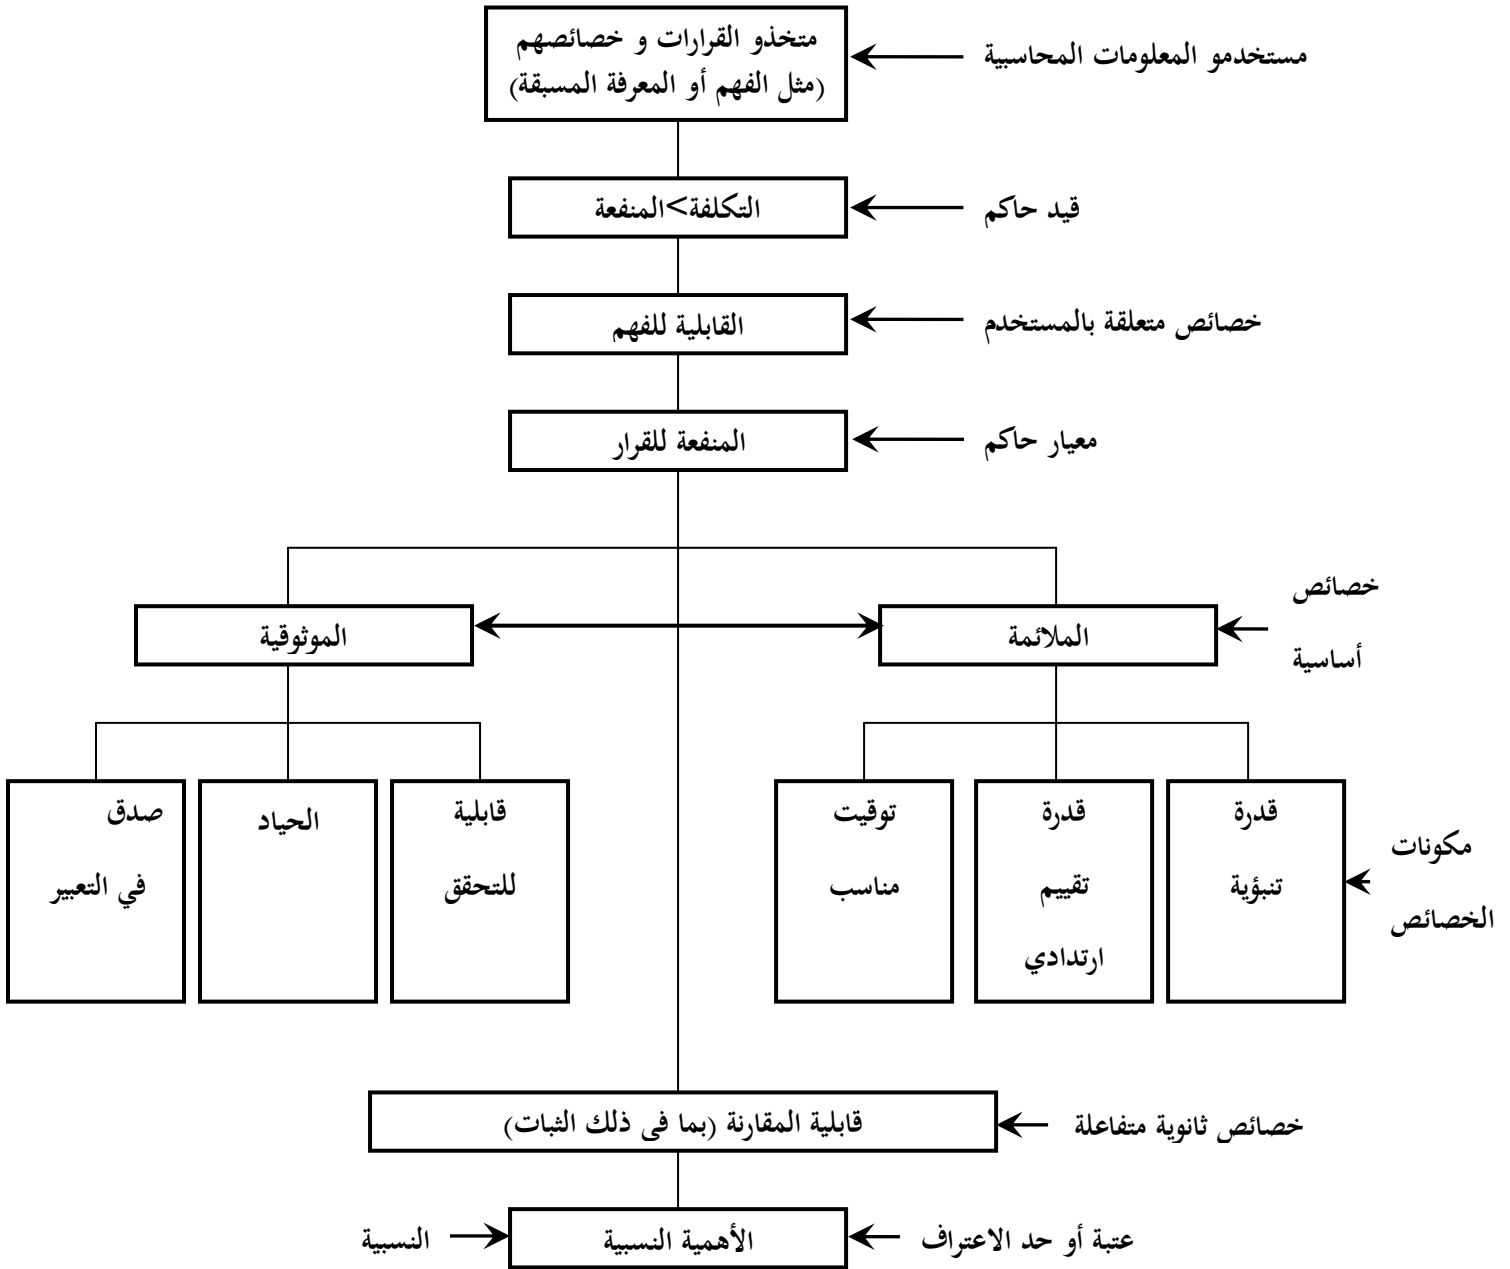 متخذو القرارات و خصائصهم
(مثل الفهم أو المعرفة المسبقة)
مستخدمو المعلومات المحاسبية
التكلفة>المنفعة
قيد حاكم
القابلية للفهم
خصائص متعلقة بالمستخدم
المنفعة للقرار
معيار حاكم
خصائص
أساسية
الملائمة
الموثوقية
مكونات
الخصائص
قدرة
تنبؤية
قدرة
تقييم
ارتدادي
توقيت
مناسب
قابلية
للتحقق
الحياد
صدق
في التعبير
قابلية المقارنة (بما فى ذلك الثبات)
خصائص ثانوية متفاعلة
عتبة أو حد الاعتراف
الأهمية النسبية
النسبية